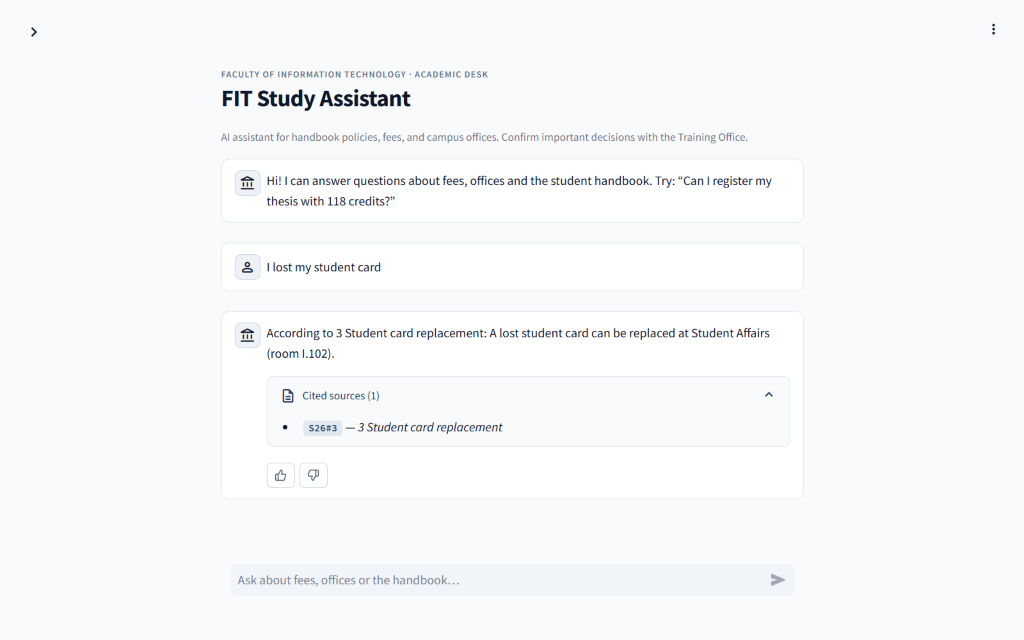 FACULTY OF INFORMATION TECHNOLOGY · ACADEMIC DESK
FIT Study Assistant
AI assistant for handbook policies, fees, and campus offices. Confirm important decisions with the Training Office.
Hi! I can answer questions about fees, offices and the student handbook. Try: “Can I register my
thesis with 118 credits?”
I lost my student card
According to 3 Student card replacement: A lost student card can be replaced at Student Affairs
(room I.102).
Cited sources (1)
• S26#3 — 3 Student card replacement
Ask about fees, offices or the handbook…